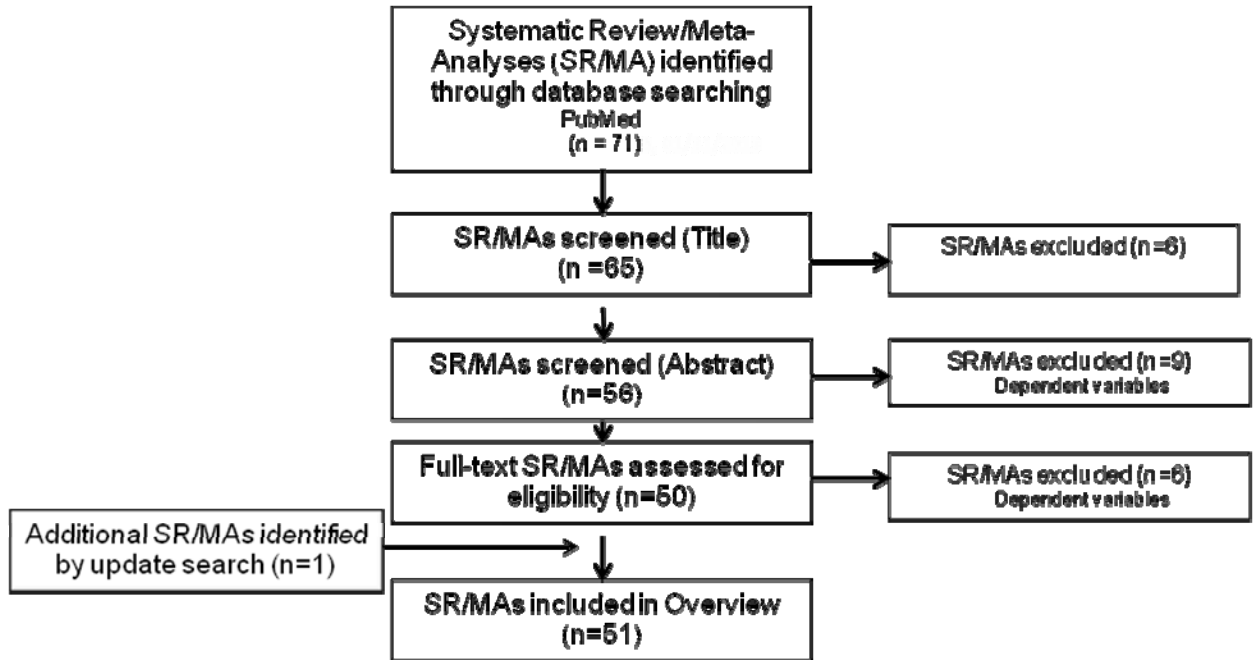 Systematic Review/Meta-
Analyses (SR/MA) identified
through database searching
PubMed
(n = 71)
SR/MAs screened (Title)
(n =65)
SR/MAs excluded (n=6)
SR/MAs screened (Abstract)
(n=56)
SR/MAs excluded (n=9)
Dependent variables
Full-text SR/MAs assessed for
eligibility (n=50)
SR/MAs excluded (n=6)
Dependent variables
Additional SR/MAs identified
by update search (n=1)
SR/MAs included in Overview
(n=51)